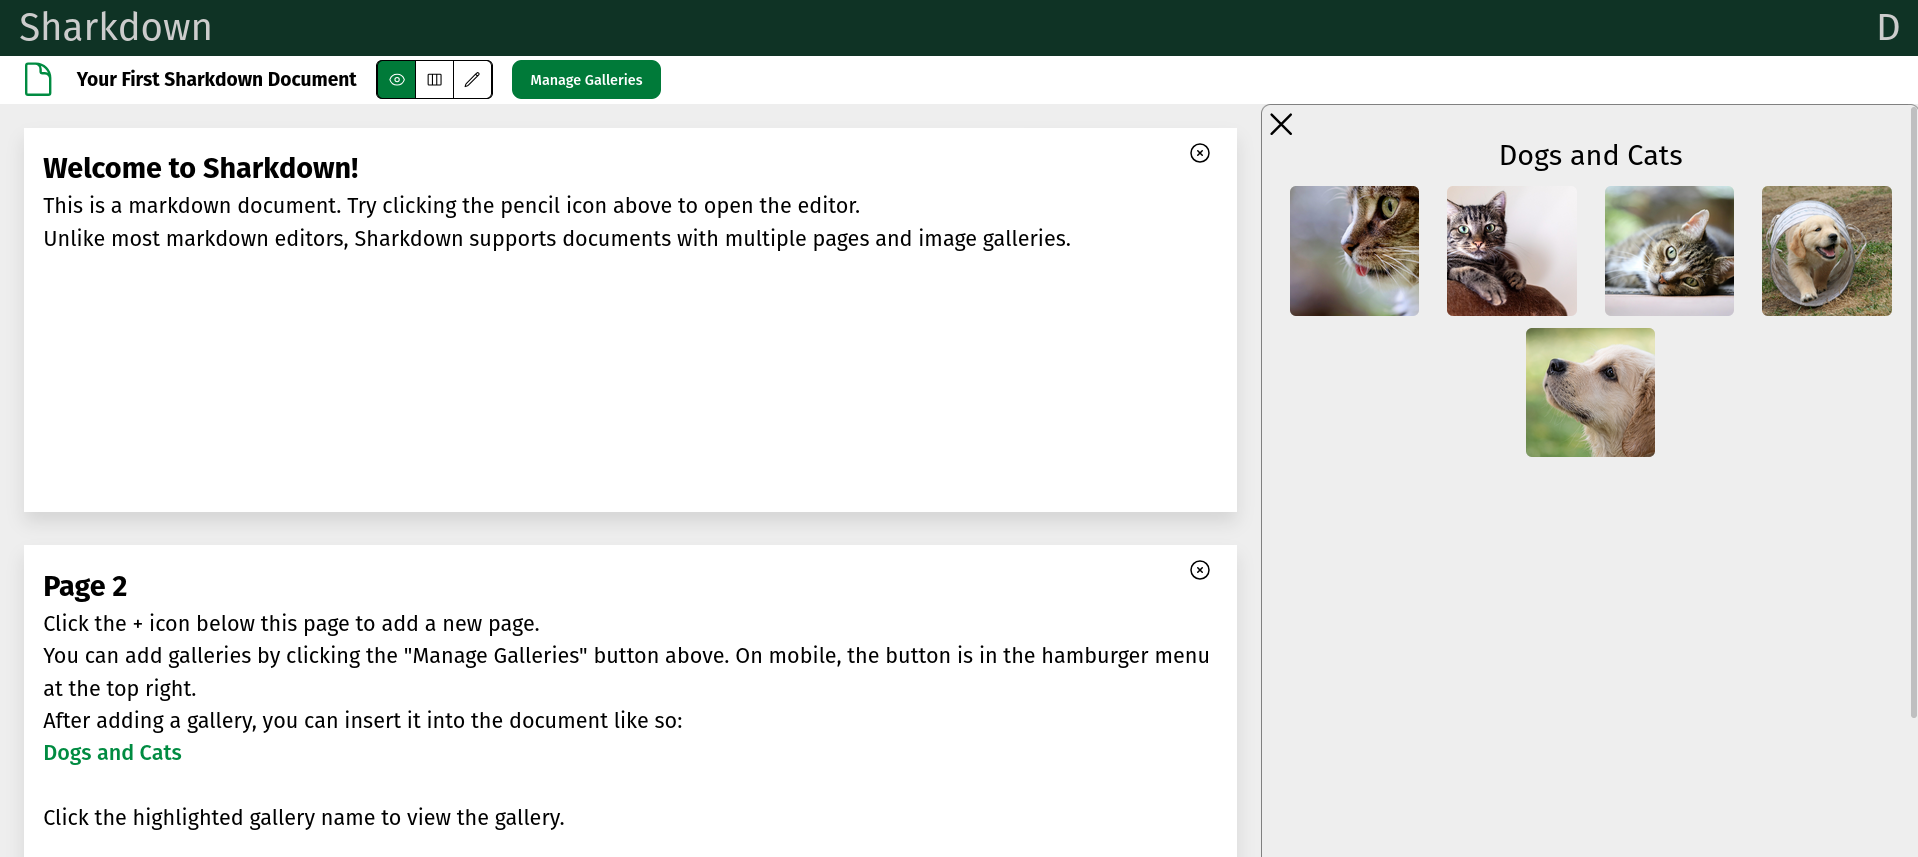 Sharkdown
D
Your First Sharkdown Document
Manage Galleries
Welcome to Sharkdown!
This is a markdown document. Try clicking the pencil icon above to open the editor.
Unlike most markdown editors, Sharkdown supports documents with multiple pages and image galleries.
Page 2
Click the + icon below this page to add a new page.
You can add galleries by clicking the "Manage Galleries" button above. On mobile, the button is in the hamburger menu
at the top right.
After adding a gallery, you can insert it into the document like so:
Dogs and Cats
Click the highlighted gallery name to view the gallery.
Dogs and Cats